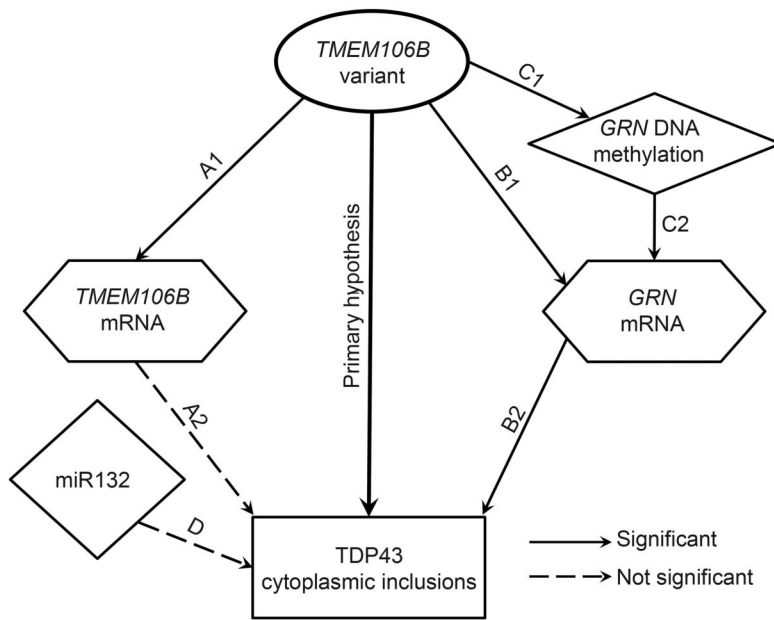 TMEM106B
variant
C1
GRN DNA
methylation
A1
B1
C2
Primary hypothesis
TMEM106B
mRNA
GRN
mRNA
A2
B2
miR132
D
TDP43
cytoplasmic inclusions
Significant
Not significant